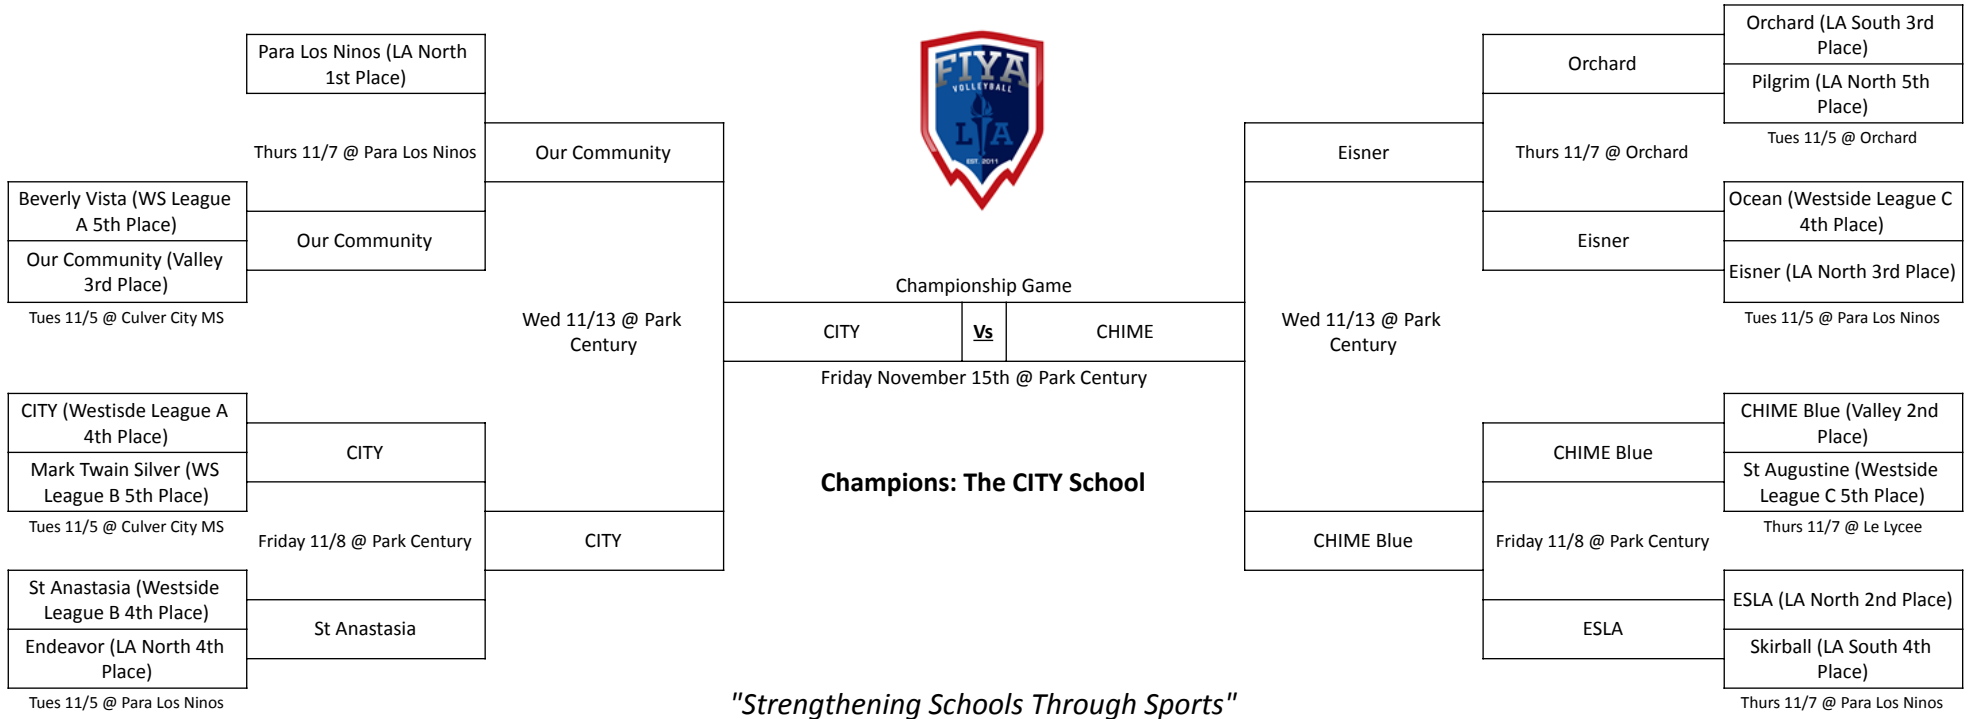 Para Los Ninos (LA North
1st Place)
Thurs 11/7 @ Para Los Ninos
Beverly Vista (WS League
A 5th Place)
Our Community (Valley
3rd Place)
Tues 11/5 @ Culver City MS
Our Community
Our Community
CITY (Westisde League A
4th Place)
Mark Twain Silver (WS
League B 5th Place)
Tues 11/5 @ Culver City MS
CITY
Friday 11/8 @ Park Century
St Anastasia (Westside
League B 4th Place)
Endeavor (LA North 4th
Place)
Tues 11/5 @ Para Los Ninos
St Anastasia
CITY
Wed 11/13 @ Park
Century
FIYA
VOLLEYBALL
LA
EST. 2011
Championship Game
CITY
Vs
CHIME
Friday November 15th @ Park Century
Champions: The CITY School
"Strengthening Schools Through Sports"
Eisner
Wed 11/13 @ Park
Century
CHIME Blue
Orchard
Thurs 11/7 @ Orchard
Eisner
Orchard (LA South 3rd
Place)
Pilgrim (LA North 5th
Place)
Tues 11/5 @ Orchard
Ocean (Westside League C
4th Place)
Eisner (LA North 3rd Place)
Tues 11/5 @ Para Los Ninos
CHIME Blue
Friday 11/8 @ Park Century
ESLA
CHIME Blue (Valley 2nd
Place)
St Augustine (Westside
League C 5th Place)
Thurs 11/7 @ Le Lycee
ESLA (LA North 2nd Place)
Skirball (LA South 4th
Place)
Thurs 11/7 @ Para Los Ninos